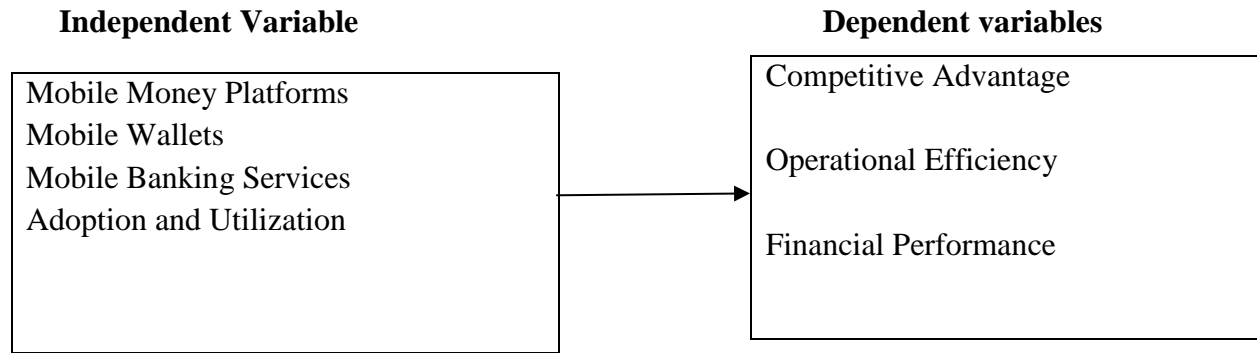 Independent Variable
Dependent variables
Mobile Money Platforms
Mobile Wallets
Mobile Banking Services
Adoption and Utilization
Competitive Advantage
Operational Efficiency
Financial Performance